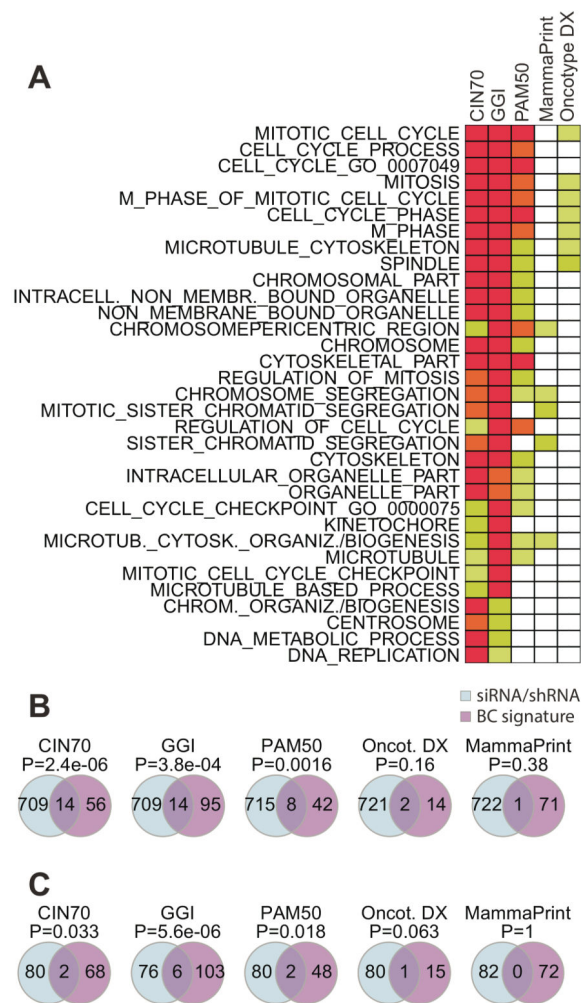 A
CIN70
GGI
PAM50
MammaPrint
Oncotype DX
MITOTIC_CELL_CYCLE
CELL_CYCLE_PROCESS
CELL_CYCLE_GO_0007049
MITOSIS
M_PHASE_OF_MITOTIC_CELL_CYCLE
CELL_CYCLE_PHASE
M_PHASE
MICROTUBULE_CYTOSKELETON
SPINDLE
CHROMOSOMAL_PART
INTRACELL._NON_MEMBR._BOUND_ORGANELLE
NON_MEMBRANE_BOUND_ORGANELLE
CHROMOSOMEPERICENTRIC_REGION
CHROMOSOME
CYTOSKELETAL_PART
REGULATION_OF_MITOSIS
CHROMOSOME_SEGREGATION
MITOTIC_SISTER_CHROMATID_SEGREGATION
REGULATION_OF_CELL_CYCLE
SISTER_CHROMATID_SEGREGATION
CYTOSKELETON
INTRACELLULAR_ORGANELLE_PART
ORGANELLE_PART
CELL_CYCLE_CHECKPOINT_GO_0000075
KINETOCHORE
MICROTUB._CYTOSK._ORGANIZ./BIOGENESIS
MICROTUBULE
MITOTIC_CELL_CYCLE_CHECKPOINT
MICROTUBULE_BASED_PROCESS
CHROM._ORGANIZ./BIOGENESIS
CENTROSOME
DNA_METABOLIC_PROCESS
DNA_REPLICATION
B
siRNA/shRNA
BC signature
CIN70 GGI PAM50 Oncot. DX MammaPrint
P=2.4e-06 P=3.8e-04 P=0.0016 P=0.16 P=0.38
709 14 56 709 14 95 715 8 42 721 2 14 722 1 71
C
CIN70 GGI PAM50 Oncot. DX MammaPrint
P=0.033 P=5.6e-06 P=0.018 P=0.063 P=1
80 2 68 76 6 103 80 2 48 80 1 15 82 0 72